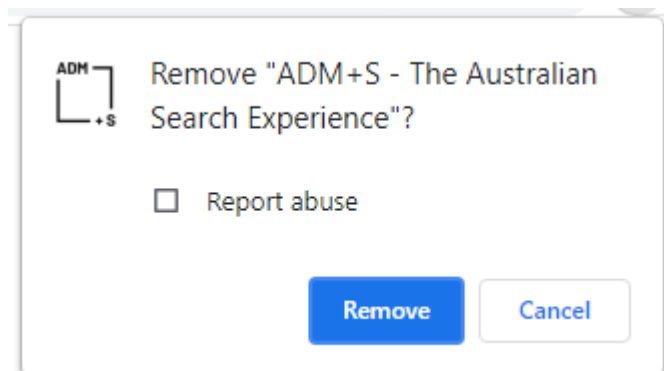 ADM
+S
Remove "ADM+S - The Australian
Search Experience"?
Report abuse
Remove Cancel